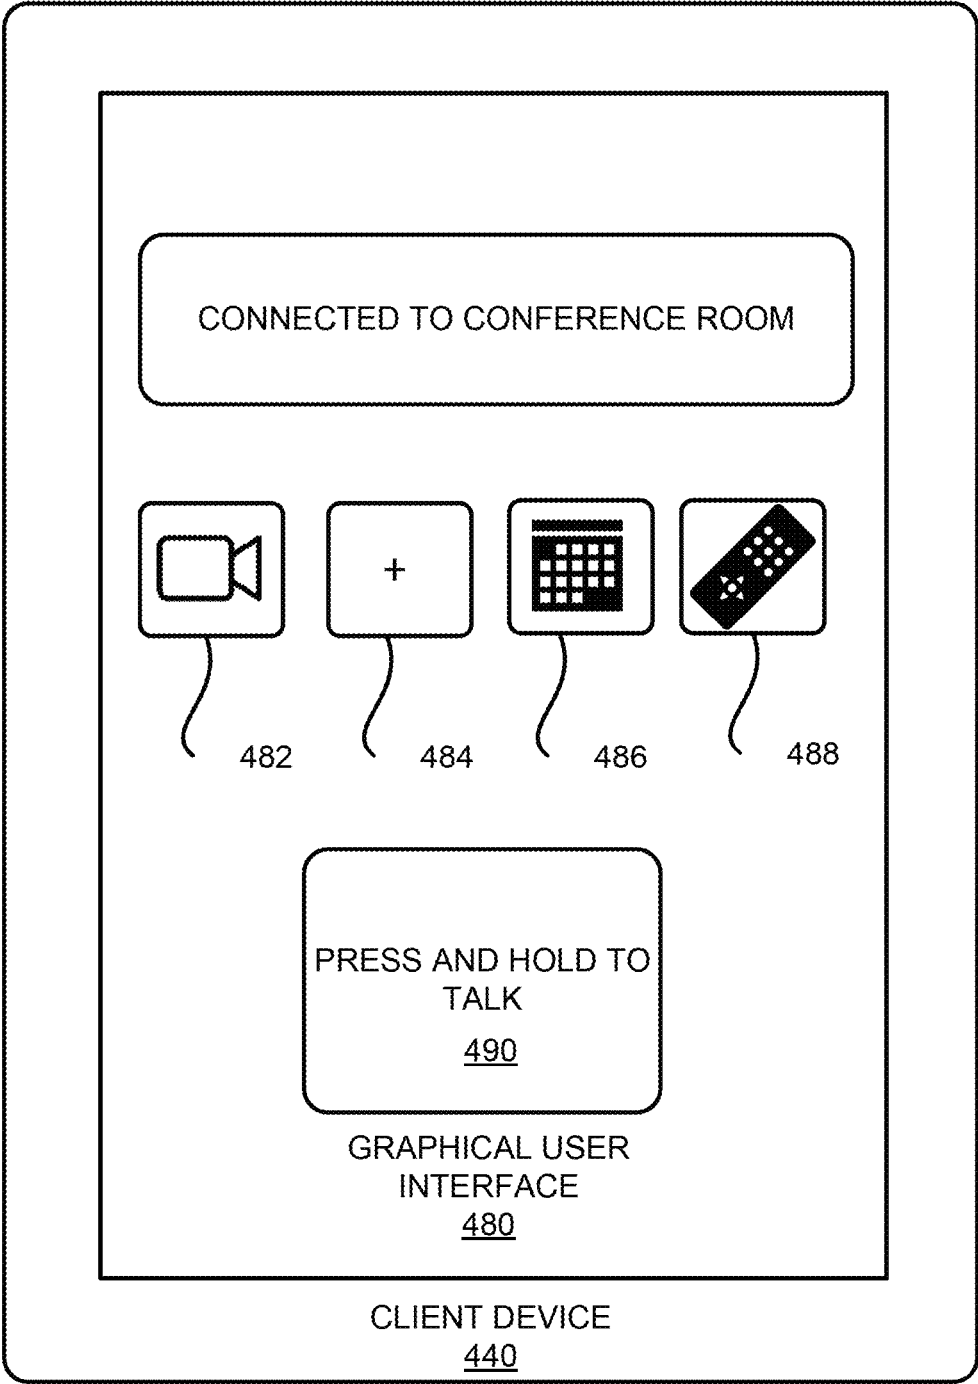 CONNECTED TO CONFERENCE ROOM
+
482
484
486
488
PRESS AND HOLD TO
TALK
490
GRAPHICAL USER
INTERFACE
480
CLIENT DEVICE
440